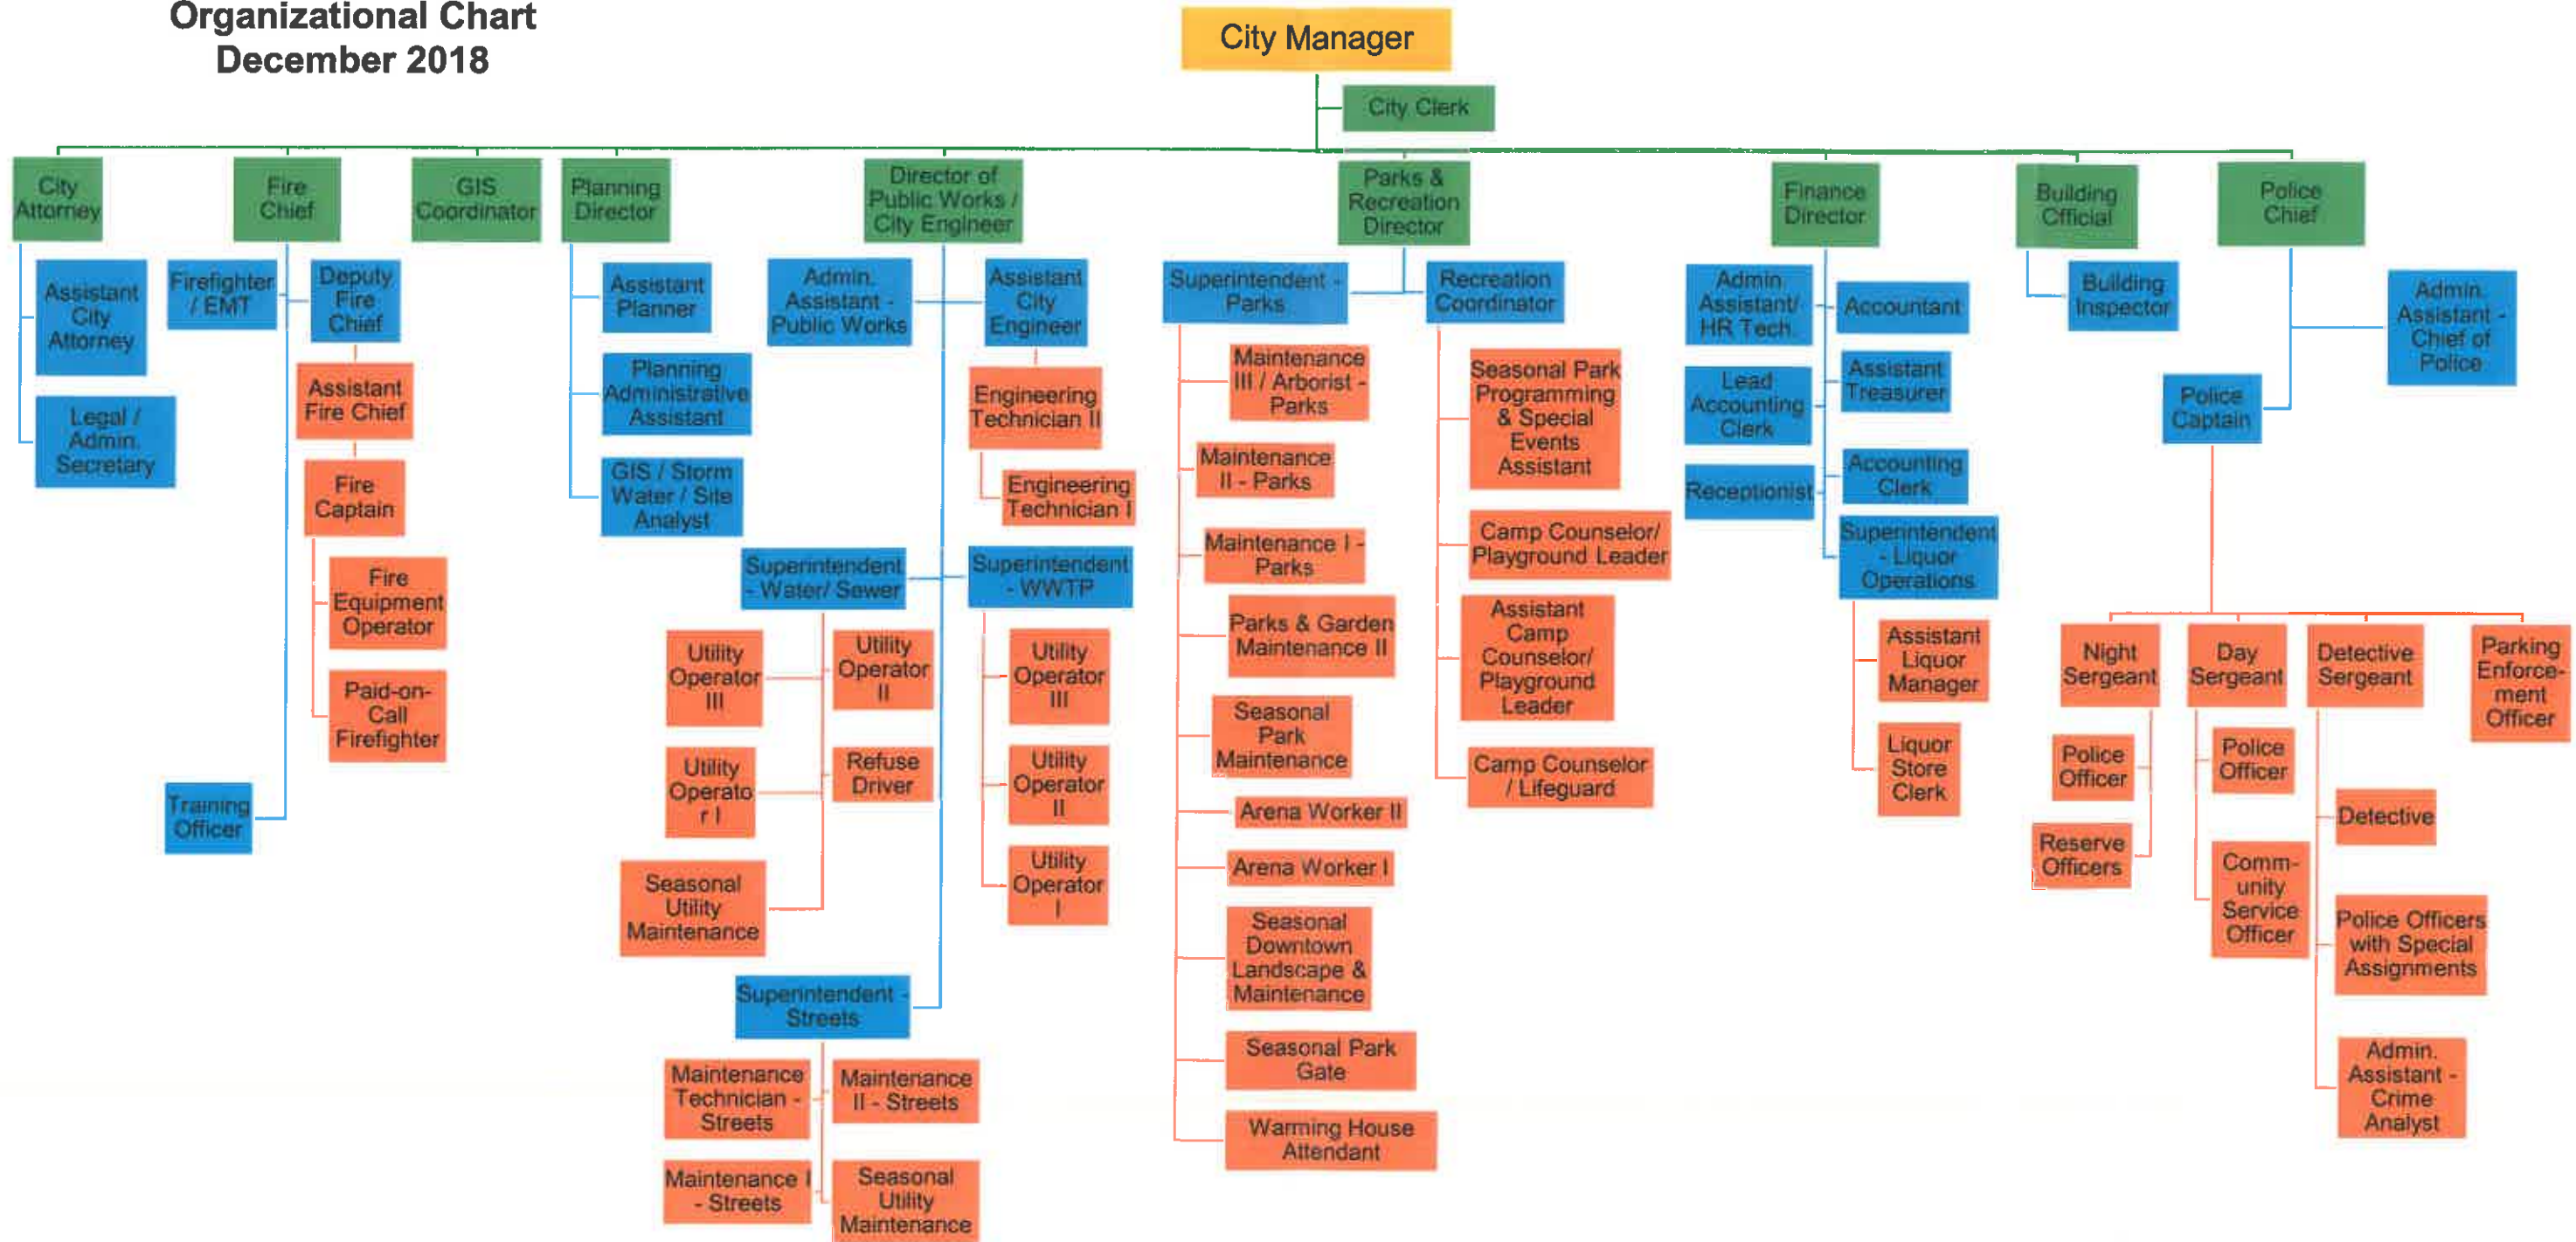 Organizational Chart
December 2018
City Manager
City Clerk
City
Attorney
Fire
Chief
GIS
Coordinator
Planning
Director
Director of
Public Works /
City Engineer
Parks &
Recreation
Director
Finance
Director
Building
Official
Police
Chief
Assistant
City
Attorney
Legal /
Admin.
Secretary
Firefighter
/ EMT
Deputy
Fire
Chief
Assistant
Fire Chief
Fire
Captain
Fire
Equipment
Operator
Paid-on-
Call
Firefighter
Training
Officer
Assistant
Planner
Planning
Administrative
Assistant
GIS / Storm
Water / Site
Analyst
Admin.
Assistant -
Public Works
Assistant
City
Engineer
Engineering
Technician II
Engineering
Technician I
Superintendent
- Water/ Sewer
Superintendent
- WWTP
Utility
Operator
III
Utility
Operator
II
Utility
Operato
r I
Refuse
Driver
Seasonal
Utility
Maintenance
Utility
Operator
III
Utility
Operator
II
Utility
Operator
I
Superintendent -
Streets
Maintenance
Technician -
Streets
Maintenance
II - Streets
Maintenance I
- Streets
Seasonal
Utility
Maintenance
Superintendent -
Parks
Recreation
Coordinator
Maintenance
III / Arborist -
Parks
Maintenance
II - Parks
Maintenance I -
Parks
Parks & Garden
Maintenance II
Seasonal
Park
Maintenance
Arena Worker II
Arena Worker I
Seasonal
Downtown
Landscape &
Maintenance
Seasonal Park
Gate
Warming House
Attendant
Seasonal Park
Programming
& Special
Events
Assistant
Camp Counselor/
Playground Leader
Assistant
Camp
Counselor/
Playground
Leader
Camp Counselor
/ Lifeguard
Admin.
Assistant/
HR Tech.
Accountant
Lead
Accounting
Clerk
Assistant
Treasurer
Receptionist
Accounting
Clerk
Superintendent
- Liquor
Operations
Assistant
Liquor
Manager
Liquor
Store
Clerk
Building
Inspector
Admin.
Assistant -
Chief of
Police
Police
Captain
Night
Sergeant
Day
Sergeant
Detective
Sergeant
Parking
Enforce-
ment
Officer
Police
Officer
Reserve
Officers
Police
Officer
Comm-
unity
Service
Officer
Detective
Police Officers
with Special
Assignments
Admin.
Assistant -
Crime
Analyst